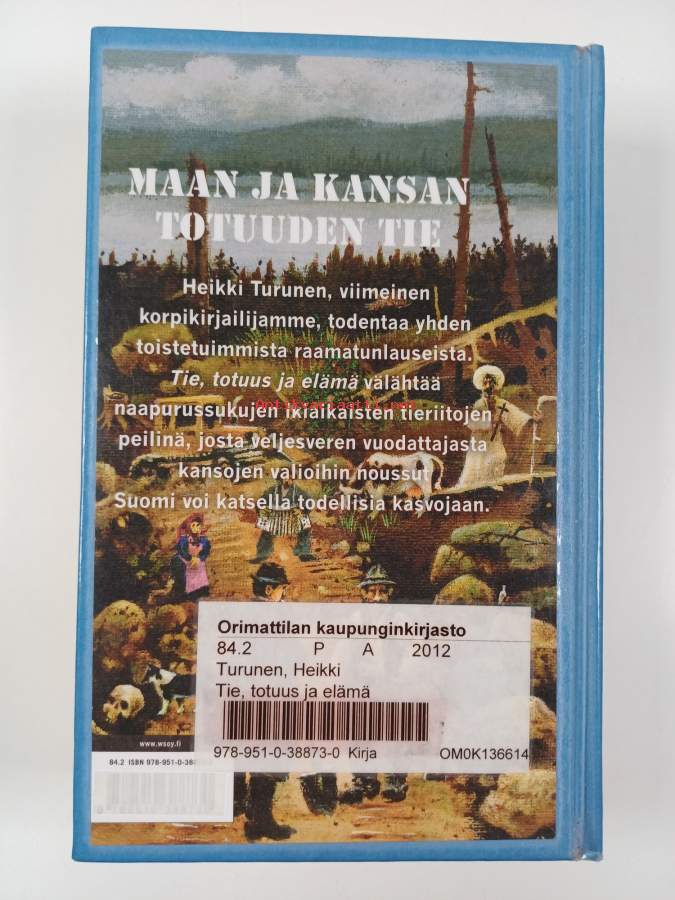 MAAN JA KANSAN
TOTUUDEN TIE
Heikki Turunen, viimeinen
korpikirjailijamme, todentaa yhden
toistetuimmista raamatunlauseista.
Tie, totuus ja elämä välähtää
Antikvariaatti.net
naapurussukujen ikiaikaisten tieriitojen
peilinä, josta veljesveren vuodattajasta
kansojen valioihin noussut
Suomi voi katsella todellisia kasvojaan.
Orimattilan kaupunginkirjasto
84.2 P A 2012
Turunen, Heikki
Tie, totuus ja elämä
978-951-0-38873-0 Kirja OM0K136614
www.wsoy.fi
84.2 ISBN 978-951-0-38